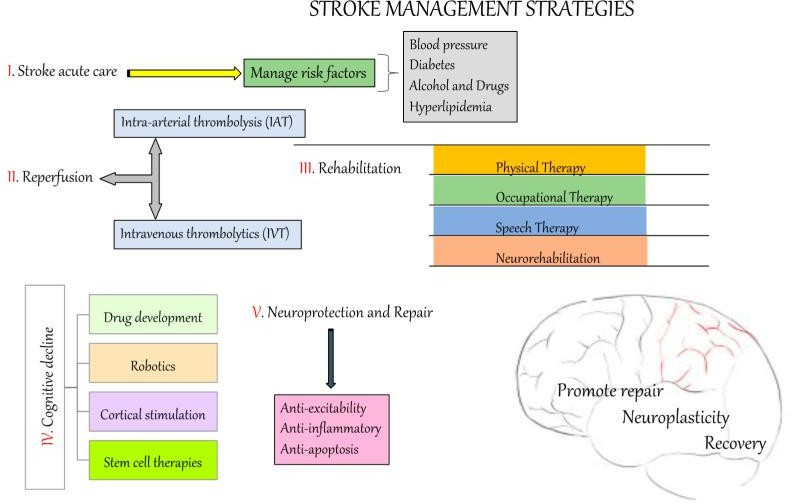 STROKE MANAGEMENT STRATEGIES
I. Stroke acute care
Manage risk factors
Blood pressure
Diabetes
Alcohol and Drugs
Hyperlipidemia
Intra-arterial thrombolysis (IAT)
II. Reperfusion
Intravenous thrombolytics (IVT)
III. Rehabilitation
Physical Therapy
Occupational Therapy
Speech Therapy
Neurorehabilitation
IV. Cognitive decline
Drug development
Robotics
Cortical stimulation
Stem cell therapies
V. Neuroprotection and Repair
Anti-excitability
Anti-inflammatory
Anti-apoptosis
Promote repair
Neuroplasticity
Recovery